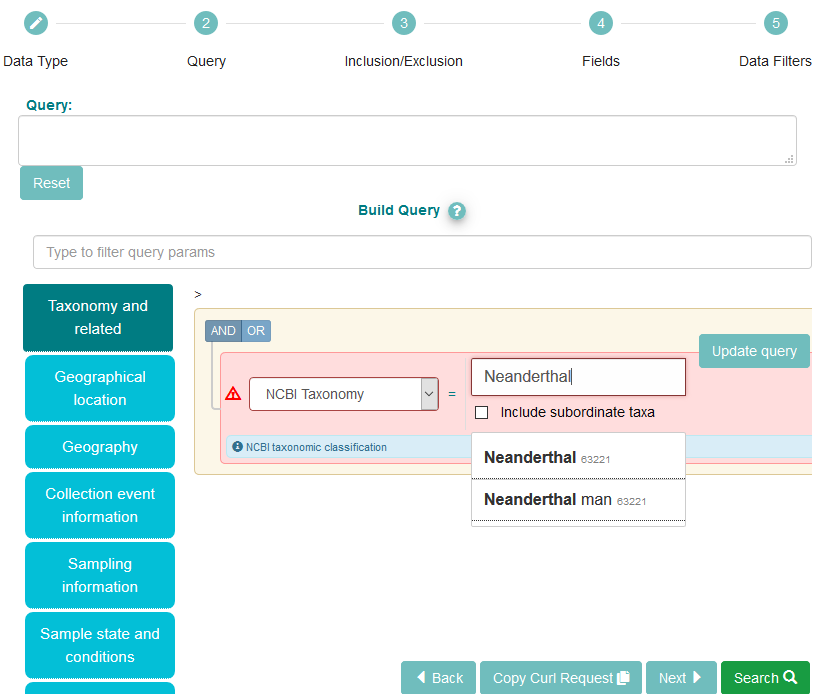 2 3 4 5
Data Type Query Inclusion/Exclusion Fields Data Filters
Query:
Reset
Build Query ?
Type to filter query params
Taxonomy and
related
Geographical
location
Geography
Collection event
information
Sampling
information
Sample state and
conditions
>
AND OR
Update query
NCBI Taxonomy = Neanderthal
Include subordinate taxa
NCBI taxonomic classification
Neanderthal 63221
Neanderthal man 63221
Back Copy Curl Request Next Search